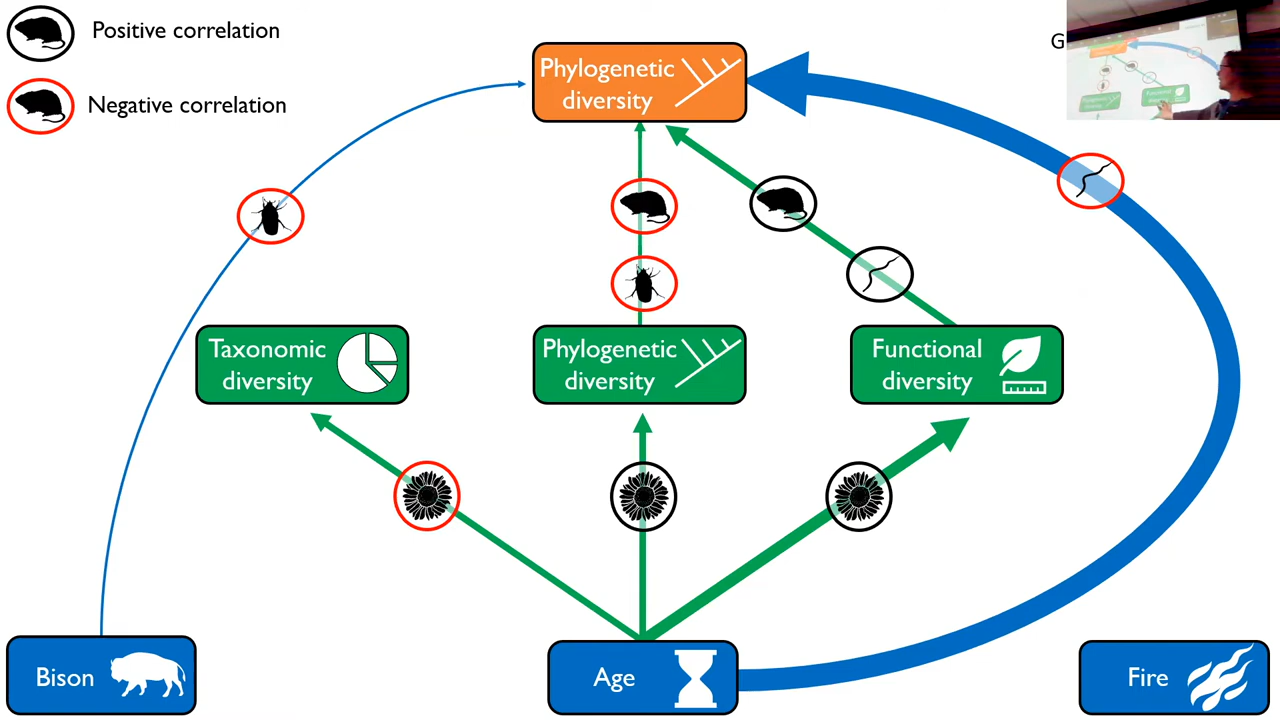 Positive correlation
Negative correlation
Phylogenetic
diversity
G
Taxonomic
diversity
Phylogenetic
diversity
Functional
diversity
Bison
Age
Fire